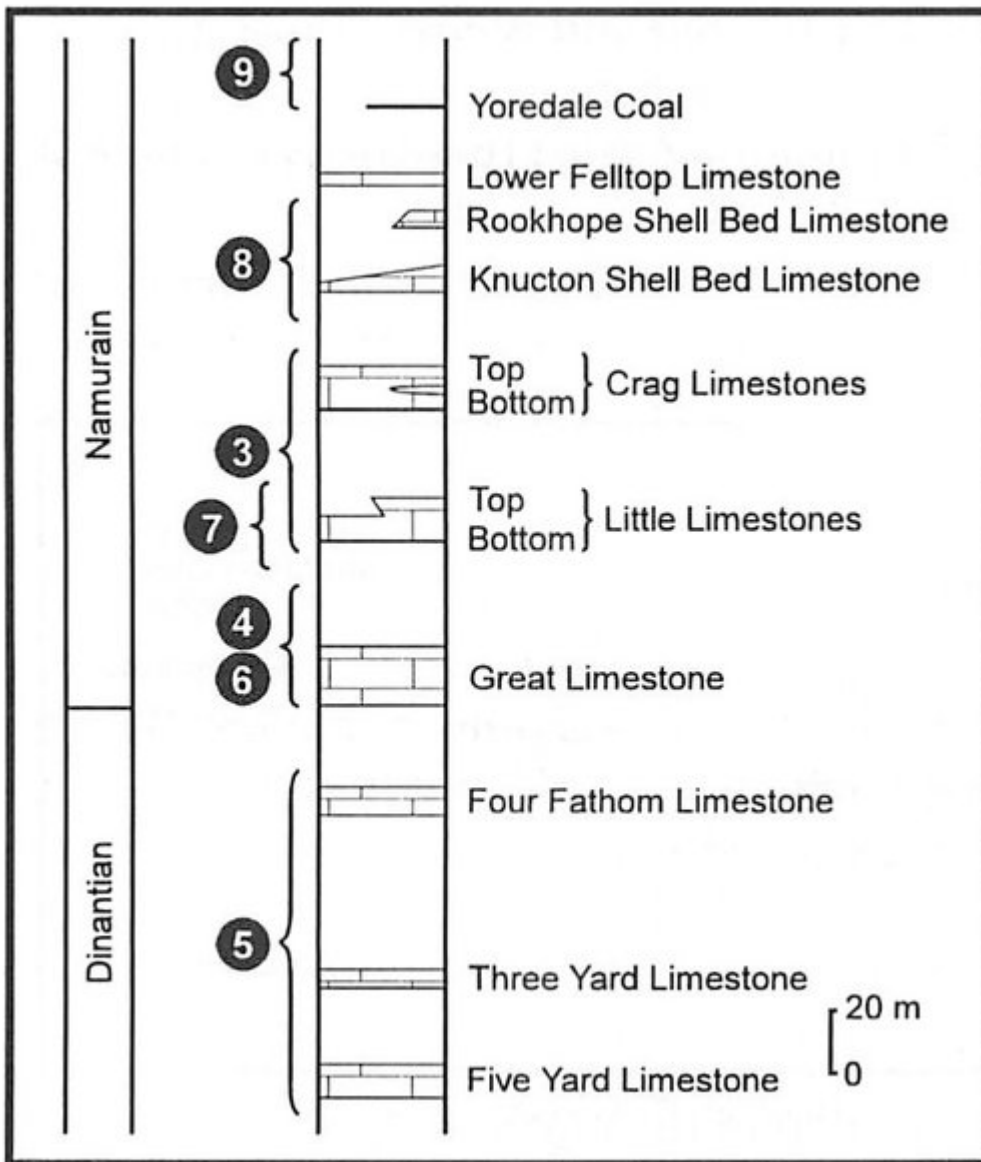 9
Yoredale Coal
Lower Felltop Limestone
Rookhope Shell Bed Limestone
8
Knucton Shell Bed Limestone
Namurain
Top
Bottom
Crag Limestones
3
7
Top
Bottom
Little Limestones
4
6
Great Limestone
Four Fathom Limestone
Dinantian
5
Three Yard Limestone
20 m
0
Five Yard Limestone